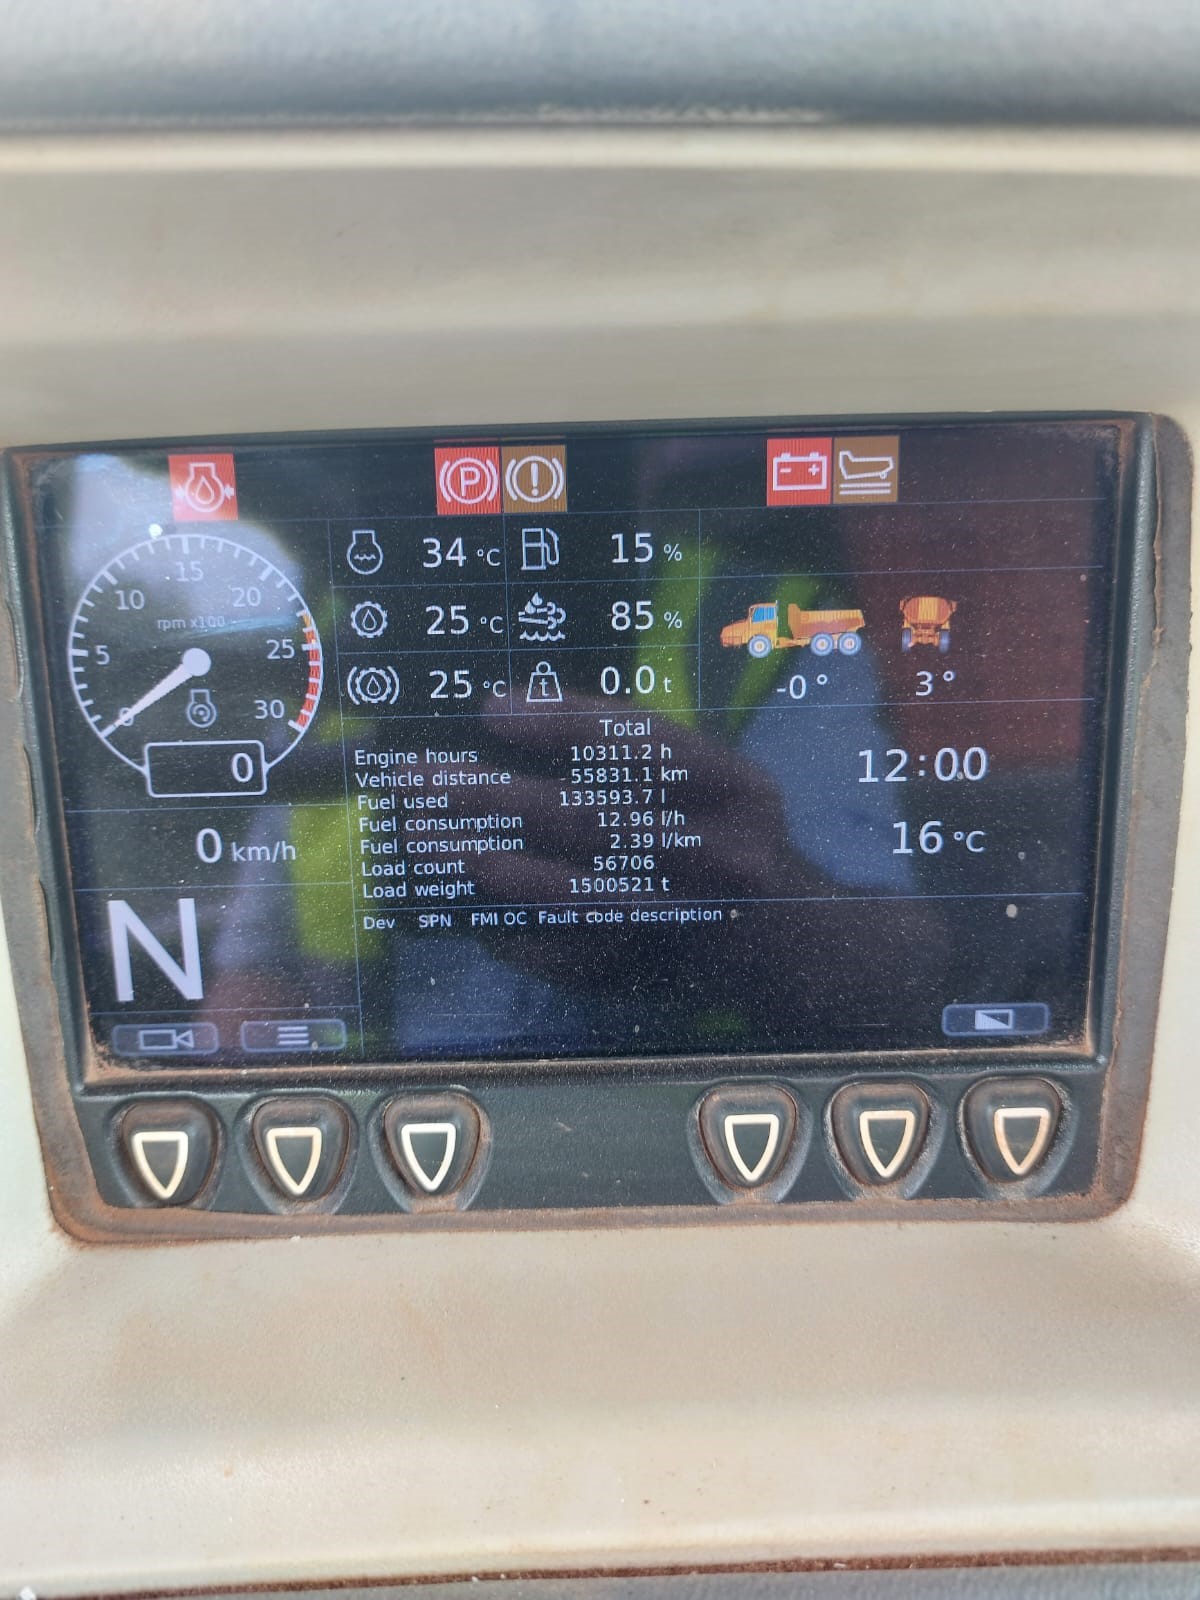 P !
34 °C 15 %
15
10 20
rpm x100
5 25
0 30
25 °C 85 %
25 °C t 0.0 t
-0° 3°
0
Total
Engine hours 10311.2 h
Vehicle distance 55831.1 km
Fuel used 133593.7 l
Fuel consumption 12.96 l/h
Fuel consumption 2.39 l/km
Load count 56706
Load weight 1500521 t
12:00
16 °C
0 km/h
Dev SPN FMI OC Fault code description
N